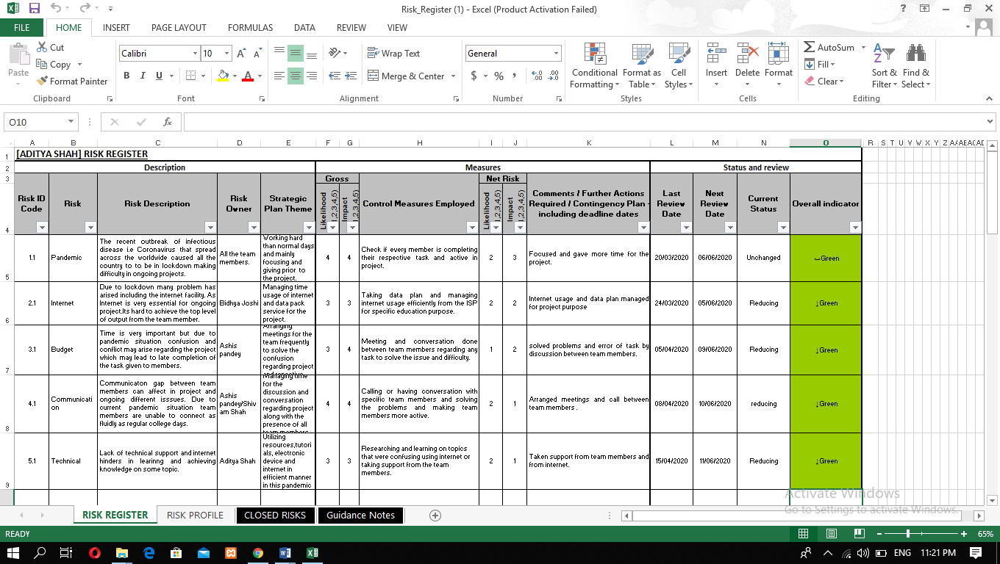 Risk_Register (1) - Excel (Product Activation Failed)
FILE HOME INSERT PAGE LAYOUT FORMULAS DATA REVIEW VIEW
Paste
Cut
Copy
Format Painter
Clipboard
Calibri 10
B I U
Font
Wrap Text
Merge & Center
Alignment
General
$ % ,
Number
Conditional Formatting
Format as Table
Cell Styles
Styles
Insert Delete Format
Cells
AutoSum
Fill
Clear
Sort & Filter
Find & Select
Editing
O10
fx
A B C D E F G H I J K L M N O R S T U V W X Y Z
1 [ADITYA SHAH] RISK REGISTER
2 Description Measures Status and review
3 Gross Net Risk
4
Risk ID Code
Risk
Risk Description
Risk Owner
Strategic Plan Theme
Likelihood
Impact
Control Measures Employed
Likelihood
Impact
Comments / Further Actions
Required / Contingency Plan -
including deadline dates
Last Review Date
Next Review Date
Current Status
Overall indicator
5
1.1
Pandemic
The recent outbreak of infectious
disease i.e Coronavirus that spread
across the worldwide caused all the
country to to be in lockdown making
difficulty in ongoing projects.
All the team
members.
Working hard
than normal days
and mainly
focusing and
giving prior to
the project.
4 4
Check if every member is completing
their respective task and active in
project.
2 3
Focused and gave more time for the
project.
20/03/2020 06/06/2020 Unchanged ↔Green
6
2.1
Internet
Due to lockdown many problem has
arised including the internet facility. As
Internet is very essential for ongoing
project.Its hard to achieve the top level
of output from the team member.
Bidhya Joshi
Managing time
usage of internet
and data pack
service for the
project.
3 3
Taking data plan and managing
internet usage efficiently from the ISP
for specific education purpose.
2 2
Internet usage and data plan managed
for project purpose
24/03/2020 05/06/2020 Reducing ↓Green
7
3.1
Budget
Time is very important but due to
pandemic situation confusion and
conflict may arise regarding the project
which may lead to late completion of
the task given to members.
Ashis
pandey
Arranging
meetings for the
team frequently
to solve the
confusion
regarding project
3 4
Meeting and conversation done
between team members regarding any
task to solve the issue and difficulty.
1 2
solved problems and error of task by
discussion between team members.
05/04/2020 09/06/2020 Reducing ↓Green
8
4.1
Communicati
on
Communicaton gap between team
members can affect in project and
ongoing different isssues. Due to
current pandemic situation team
members are unable to connect as
fluidly as regular college days.
Ashis
pandey/Shiv
am Shah
Managing time
for the
discussion and
conversation
regarding project
along with the
presence of all
team members
4 4
Calling or having conversation with
specific team members and solving
the problems and making team
members more active.
2 1
Arranged meetings and call between
team members .
08/04/2020 10/06/2020 reducing ↓Green
9
5.1
Technical
Lack of technical support and internet
hinders in learinng and achieving
knowledge on some topic.
Aditya Shah
Utilizing
resources,tutori
als, electronic
device and
internet in
efficient manner
in this pandemic
3 3
Researching and learning on topics
that were confusing using internet or
taking support from the team
members.
2 1
Taken support from team members and
from internet.
15/04/2020 11/06/2020 Reducing ↓Green
Activate Windows
Go to Settings to activate Windows.
RISK REGISTER RISK PROFILE CLOSED RISKS Guidance Notes
READY 65%
ENG 11:21 PM